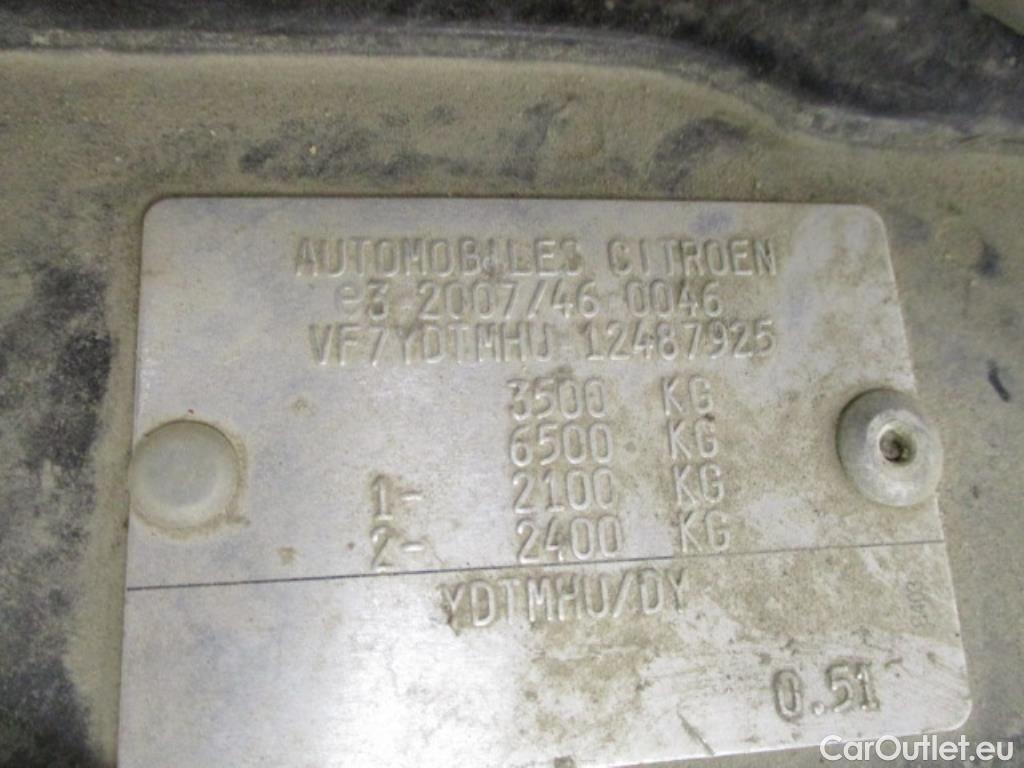 AUTOMOBILES CITROEN
e3 2007/46 0046
VF7YDTMHU 12487925
3500 KG
6500 KG
1- 2100 KG
2- 2400 KG
YDTMHU/DY
0.51
CarOutlet.eu